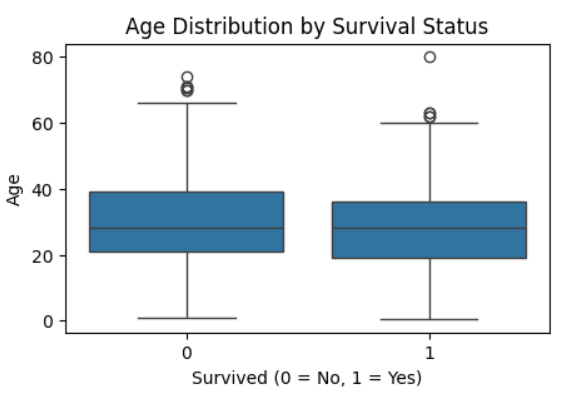 Age Distribution by Survival Status
80
60
40
20
0
Age
0 1
Survived (0 = No, 1 = Yes)